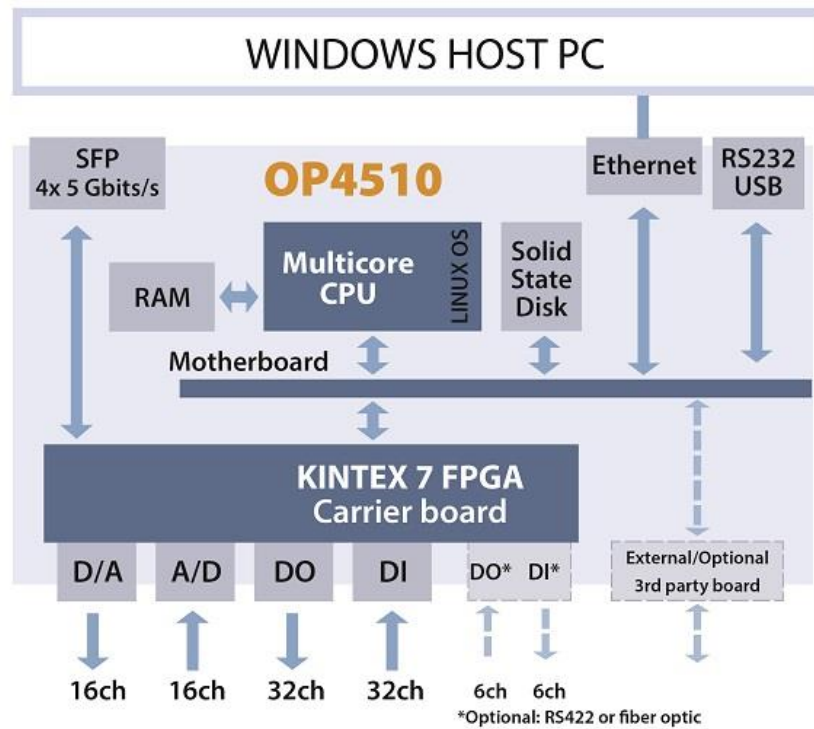 WINDOWS HOST PC
SFP
4x 5 Gbits/s
OP4510
Ethernet
RS232
USB
RAM
Multicore
CPU
LINUX OS
Solid
State
Disk
Motherboard
KINTEX 7 FPGA
Carrier board
D/A
A/D
DO
DI
DO*
DI*
External/Optional
3rd party board
16ch
16ch
32ch
32ch
6ch
6ch
*Optional: RS422 or fiber optic